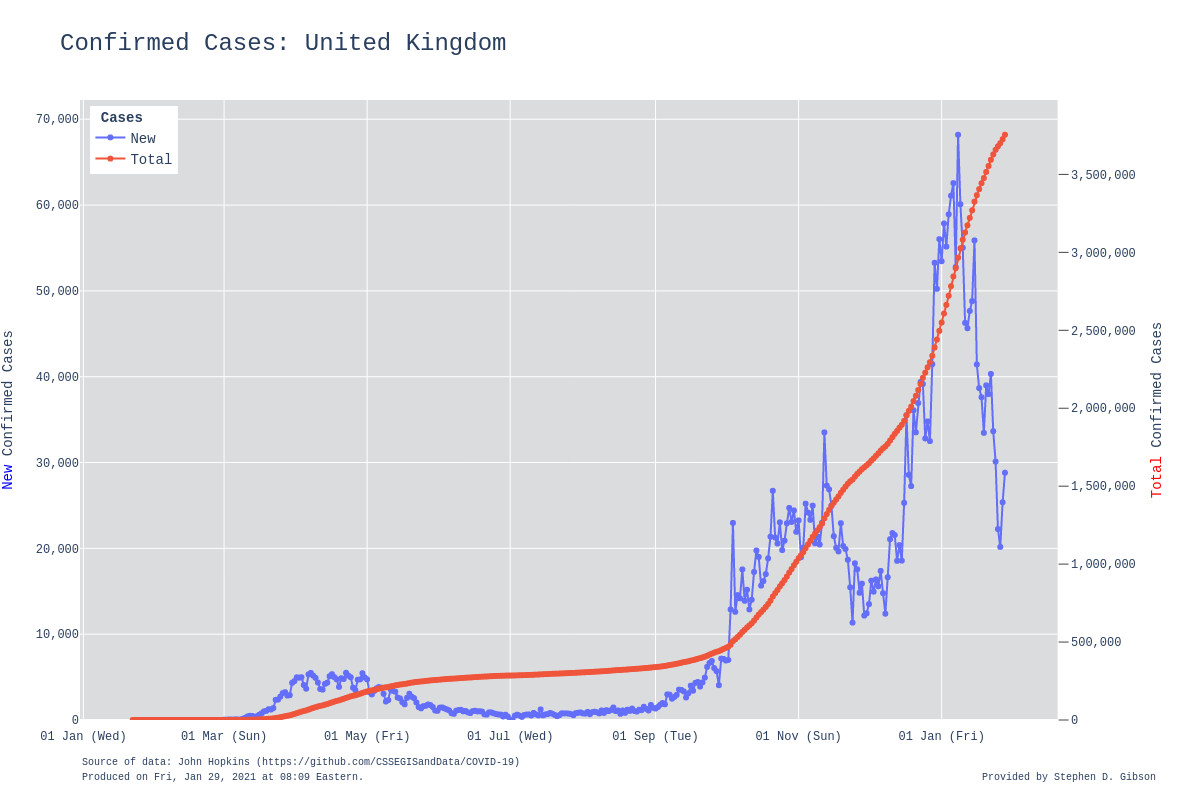 Confirmed Cases: United Kingdom
Cases
New
Total
70,000
60,000
50,000
40,000
30,000
20,000
10,000
0
New Confirmed Cases
3,500,000
3,000,000
2,500,000
2,000,000
1,500,000
1,000,000
500,000
0
Total Confirmed Cases
01 Jan (Wed) 01 Mar (Sun) 01 May (Fri) 01 Jul (Wed) 01 Sep (Tue) 01 Nov (Sun) 01 Jan (Fri)
Source of data: John Hopkins (https://github.com/CSSEGISandData/COVID-19)
Produced on Fri, Jan 29, 2021 at 08:09 Eastern.
Provided by Stephen D. Gibson